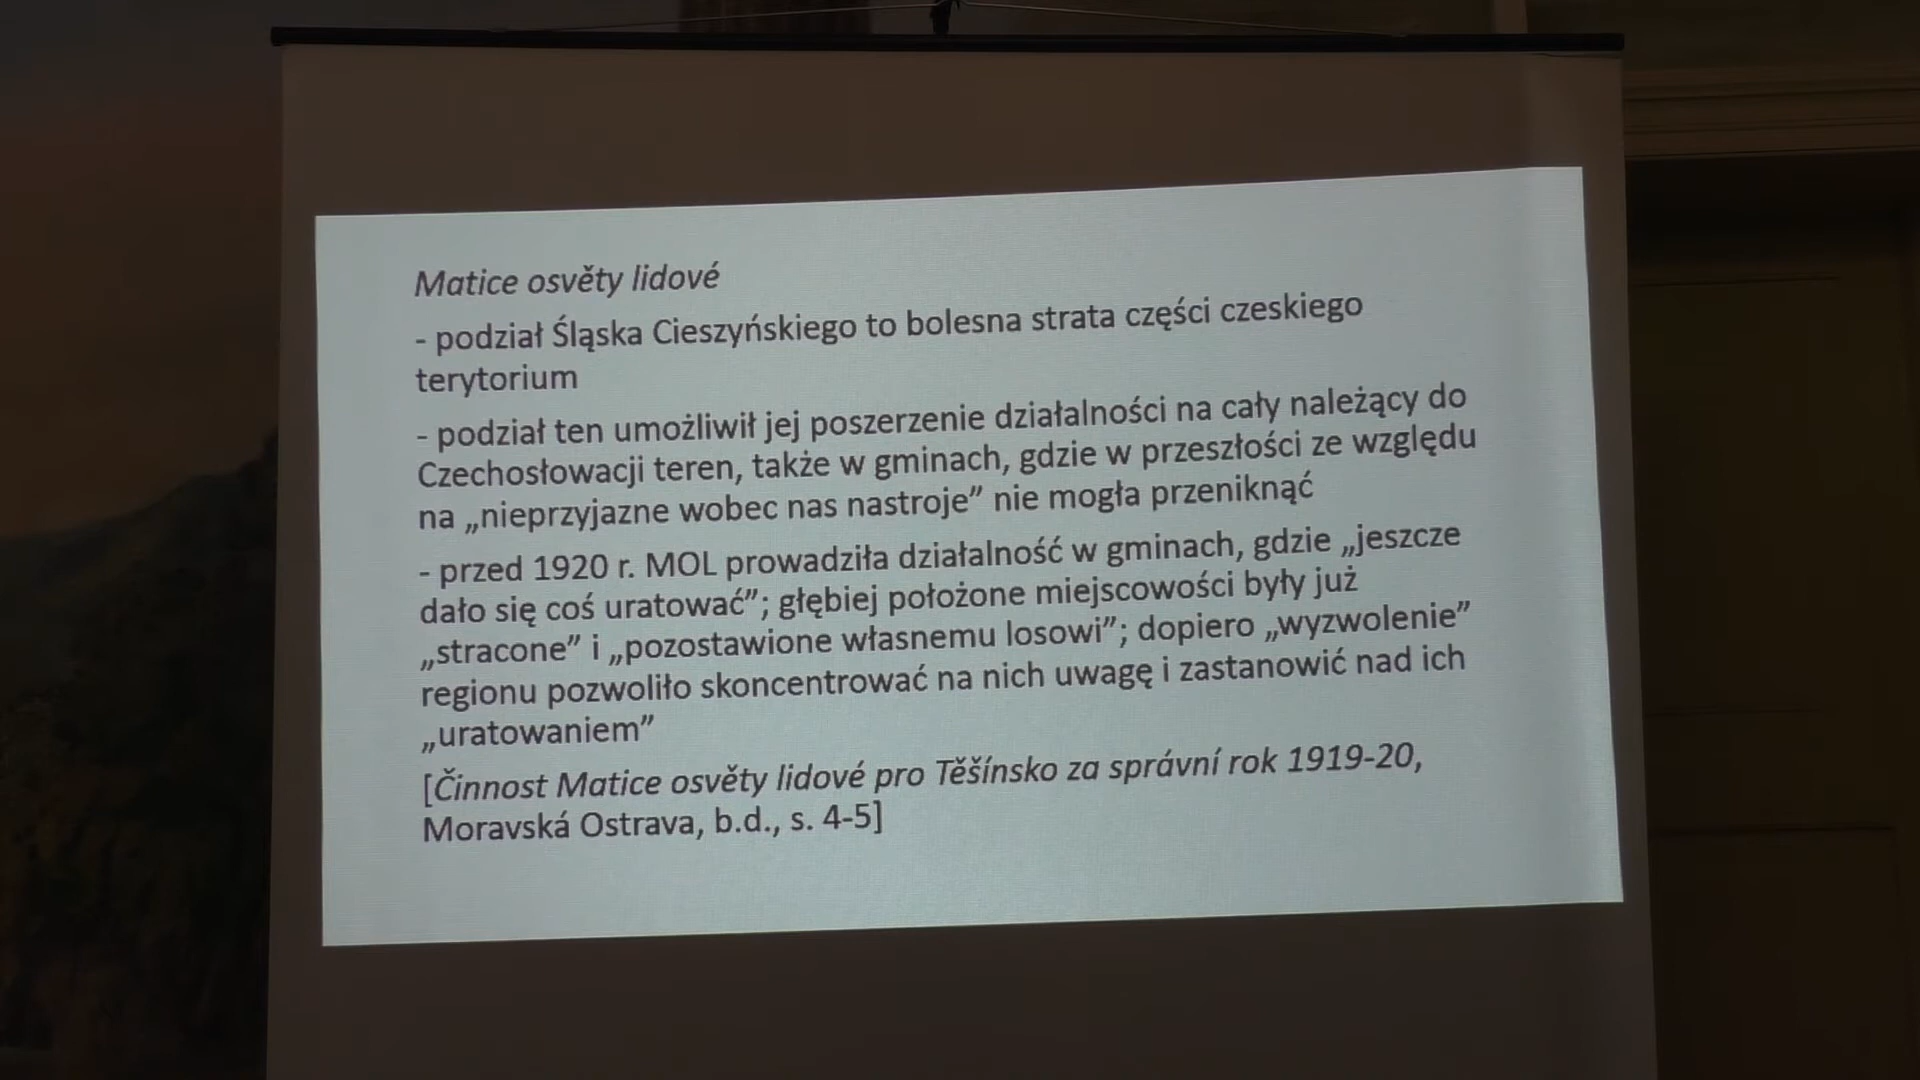 Matice osvěty lidové
- podział Śląska Cieszyńskiego to bolesna strata części czeskiego
terytorium
- podział ten umożliwił jej poszerzenie działalności na cały należący do
Czechosłowacji teren, także w gminach, gdzie w przeszłości ze względu
na „nieprzyjazne wobec nas nastroje” nie mogła przeniknąć
- przed 1920 r. MOL prowadziła działalność w gminach, gdzie „jeszcze
dało się coś uratować”; głębiej położone miejscowości były już
„stracone” i „pozostawione własnemu losowi”; dopiero „wyzwolenie”
regionu pozwoliło skoncentrować na nich uwagę i zastanowić nad ich
„uratowaniem”
[Činnost Matice osvěty lidové pro Těšínsko za správní rok 1919-20,
Moravská Ostrava, b.d., s. 4-5]